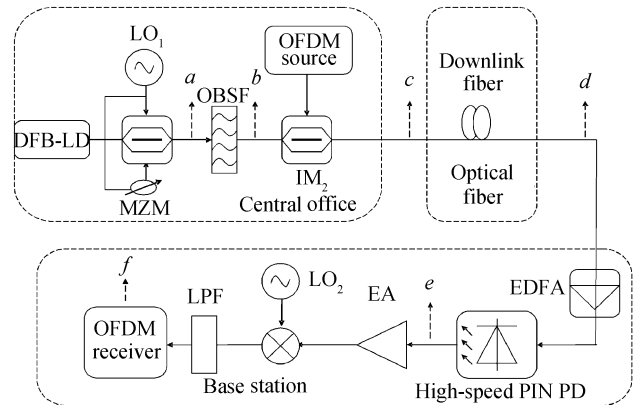 LO1
OFDM
source
a
OBSF
b
c
Downlink
fiber
d
DFB-LD
MZM
IM2
Central office
Optical
fiber
f
LPF
LO2
EA
e
EDFA
OFDM
receiver
Base station
High-speed PIN PD